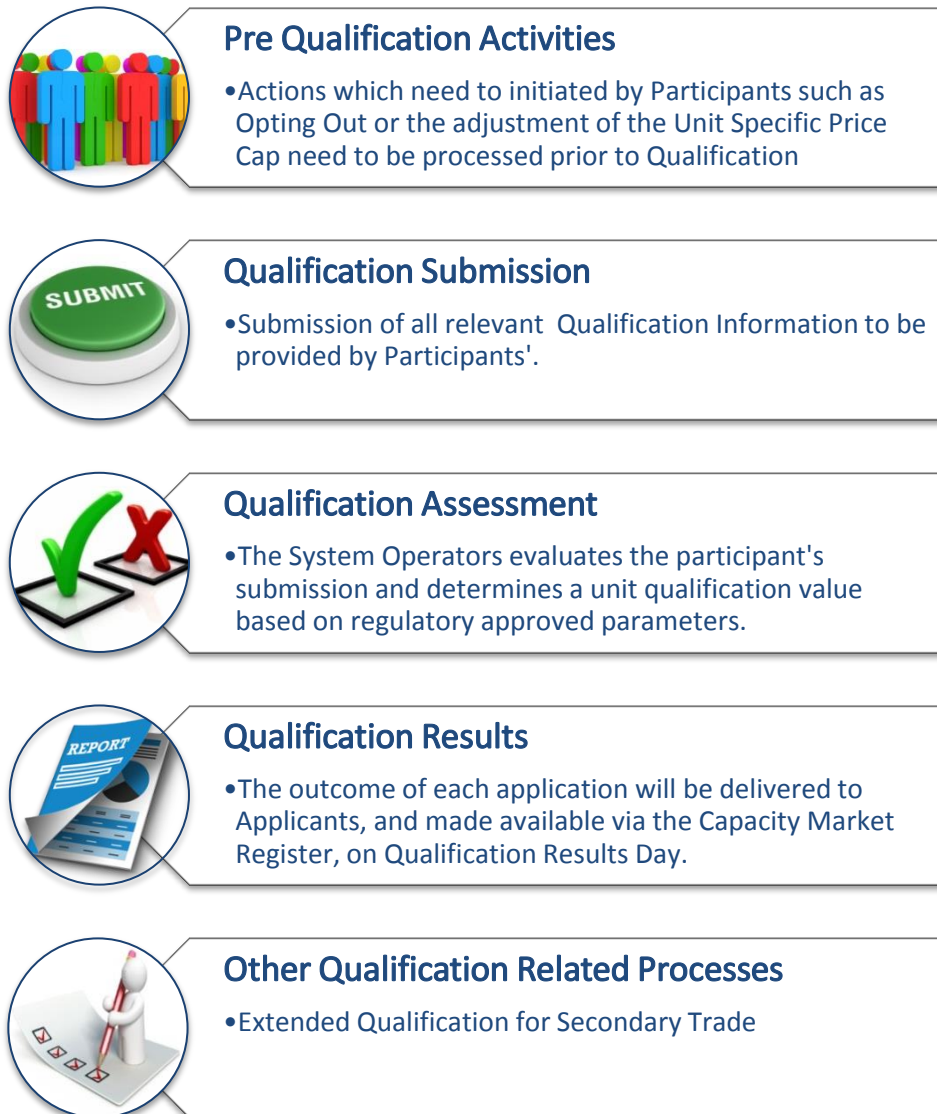 Pre Qualification Activities
•Actions which need to initiated by Participants such as
Opting Out or the adjustment of the Unit Specific Price
Cap need to be processed prior to Qualification
SUBMIT
Qualification Submission
•Submission of all relevant  Qualification Information to be
provided by Participants'.
Qualification Assessment
•The System Operators evaluates the participant's
submission and determines a unit qualification value
based on regulatory approved parameters.
REPORT
Qualification Results
•The outcome of each application will be delivered to
Applicants, and made available via the Capacity Market
Register, on Qualification Results Day.
Other Qualification Related Processes
•Extended Qualification for Secondary Trade